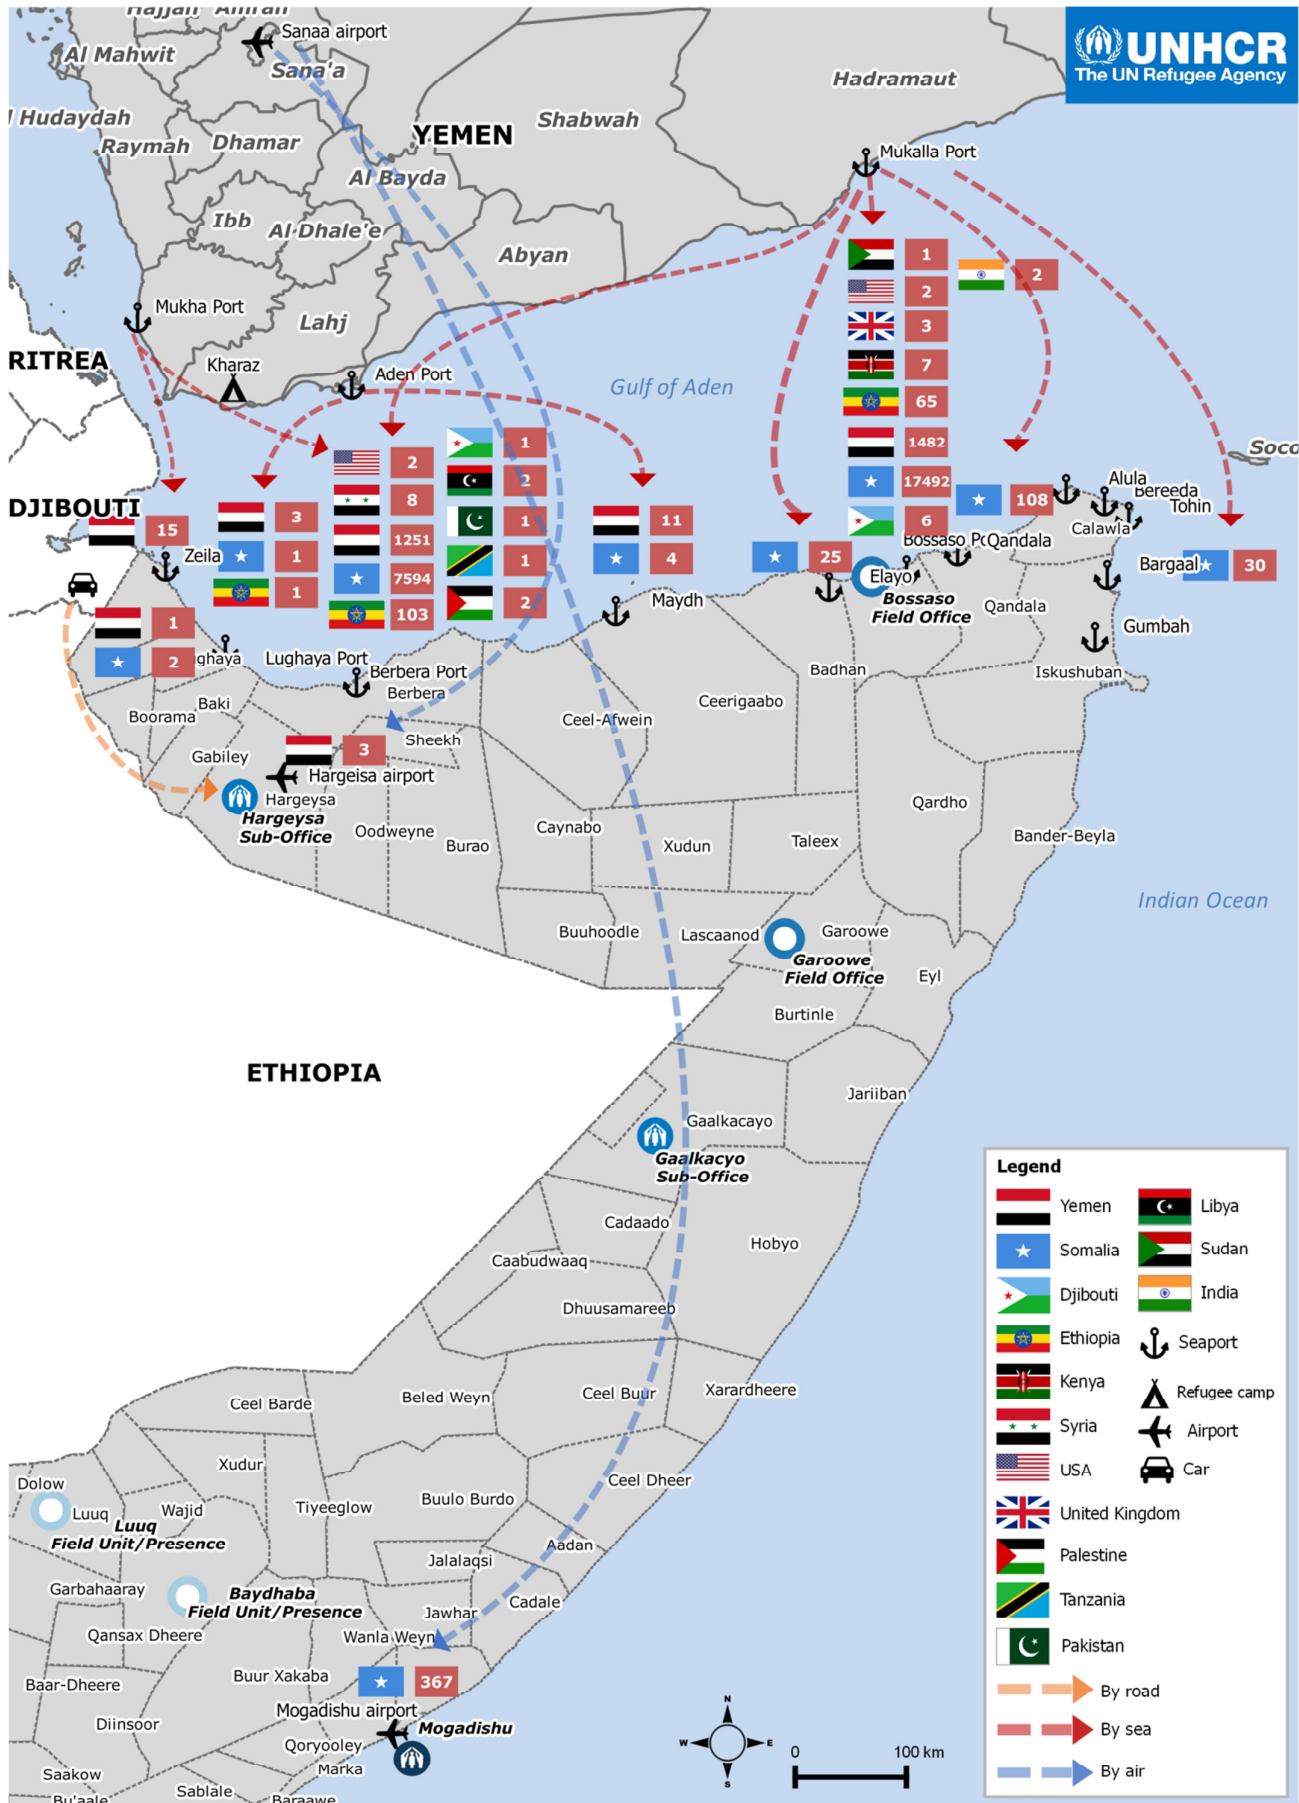 Hajjah Amran
Sanaa airport
Al Mahwit
Sana'a
UNHCR
The UN Refugee Agency
Hadramaut
Hudaydah
Raymah
Dhamar
YEMEN
Shabwah
Mukalla Port
Al Bayda
Ibb
Al Dhale'e
Abyan
1
2
2
Mukha Port
Lahj
3
RITREA
Kharaz
Aden Port
Gulf of Aden
7
65
1
1482
Soco
2
2
8
2
17492
Alula
Bereeda
Tohin
DJIBOUTI
15
3
1
11
108
6
Calawla
1251
Bossaso
Qandala
Zeila
1
7594
1
4
25
Bargaal
30
1
103
2
Elayo
Bossaso
Field Office
Maydh
Qandala
1
Gumbah
2
ghaya
Lughaya Port
Berbera Port
Badhan
Iskushuban
Berbera
Baki
Boorama
Ceerigaabo
Ceel-Afwein
Sheekh
3
Gabiley
Hargeisa airport
Hargeysa
Hargeysa
Sub-Office
Qardho
Oodweyne
Caynabo
Burao
Xudun
Taleex
Bander-Beyla
Indian Ocean
Buuhoodle
Lascaanod
Garoowe
Garoowe
Field Office
Eyl
Burtinle
ETHIOPIA
Jariiban
Gaalkacayo
Gaalkacyo
Sub-Office
Cadaado
Hobyo
Caabudwaaq
Dhuusamareeb
Ceel Barde
Beled Weyn
Ceel Buur
Xarardheere
Xudur
Dolow
Ceel Dheer
Luuq
Wajid
Tiyeeglow
Buulo Burdo
Luuq
Field Unit/Presence
Aadan
Jalalaqsi
Garbahaaray
Baydhaba
Field Unit/Presence
Cadale
Jawhar
Qansax Dheere
Wanla Weyn
Buur Xakaba
367
Baar-Dheere
Mogadishu airport
Mogadishu
Diinsoor
Qoryooley
Marka
Saakow
Sablale
Bu'aale
Baraawe
N
W
E
S
0
100 km
Legend
Yemen
Libya
Somalia
Sudan
Djibouti
India
Ethiopia
Seaport
Kenya
Refugee camp
Syria
Airport
USA
Car
United Kingdom
Palestine
Tanzania
Pakistan
By road
By sea
By air